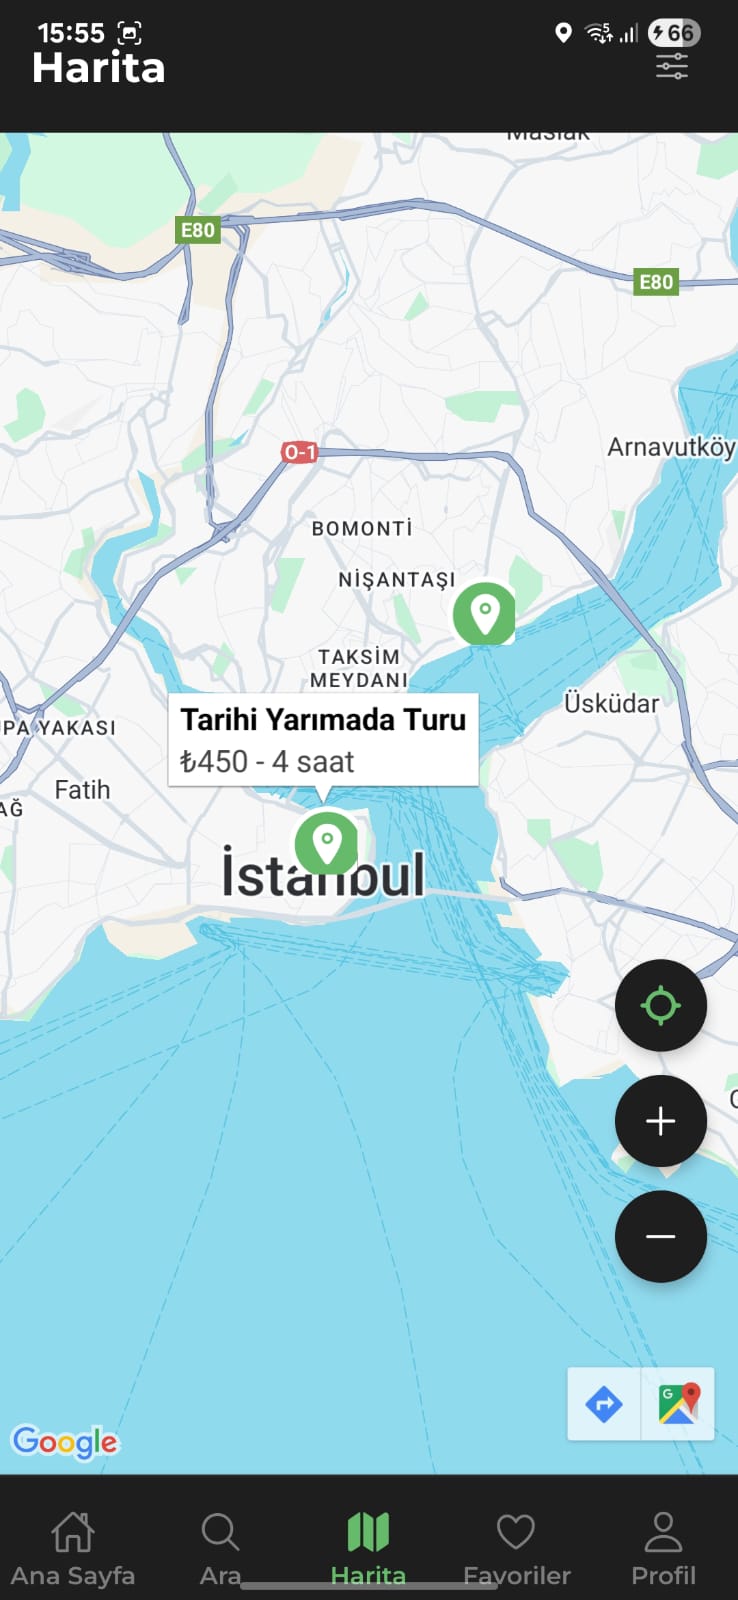 15:55
5
66
Harita
Maslak
E80
E80
Arnavutköy
O-1
BOMONTİ
NİŞANTAŞI
TAKSİM
MEYDANI
Üsküdar
PA YAKASI
Tarihi Yarımada Turu
₺450 - 4 saat
Fatih
AĞ
İstanbul
G
Google
Ana Sayfa
Ara
Harita
Favoriler
Profil